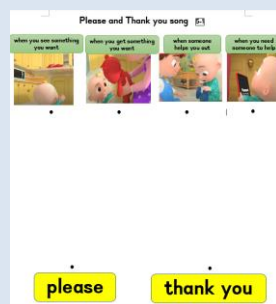 Please and Thank you song
when you see something
you want
when you get something
you want
when someone
helps you out
when you need
someone to help
please
thank you